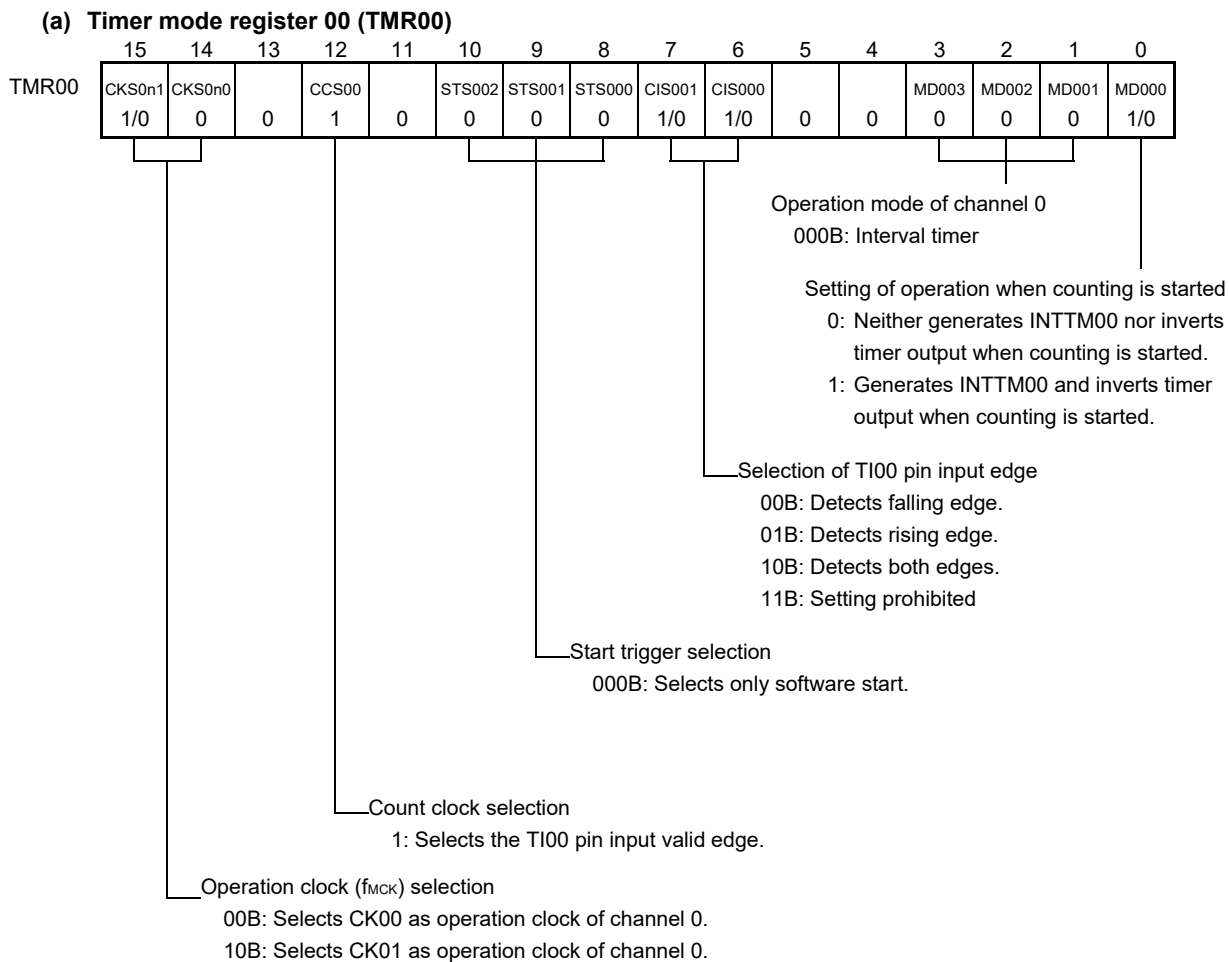 (a) Timer mode register 00 (TMR00)
15 14 13 12 11 10 9 8 7 6 5 4 3 2 1 0
TMR00 CKS0n1 CKS0n0 CCS00 STS002 STS001 STS000 CIS001 CIS000 MD003 MD002 MD001 MD000
1/0 0 0 1 0 0 0 0 1/0 1/0 0 0 0 0 0 1/0
Operation mode of channel 0
000B: Interval timer
Setting of operation when counting is started
0: Neither generates INTTM00 nor inverts
timer output when counting is started.
1: Generates INTTM00 and inverts timer
output when counting is started.
Selection of TI00 pin input edge
00B: Detects falling edge.
01B: Detects rising edge.
10B: Detects both edges.
11B: Setting prohibited
Start trigger selection
000B: Selects only software start.
Count clock selection
1: Selects the TI00 pin input valid edge.
Operation clock (fMCK) selection
00B: Selects CK00 as operation clock of channel 0.
10B: Selects CK01 as operation clock of channel 0.